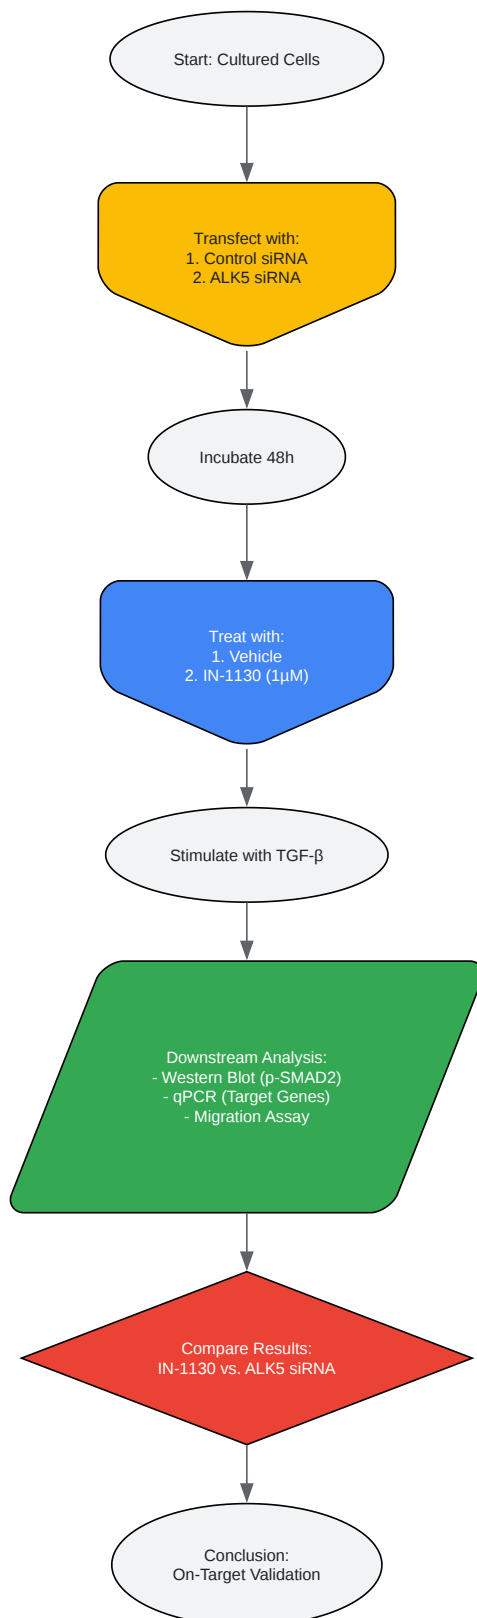 Start: Cultured Cells
Transfect with:
1. Control siRNA
2. ALK5 siRNA
Incubate 48h
Treat with:
1. Vehicle
2. IN-1130 (1μM)
Stimulate with TGF-β
Downstream Analysis:
- Western Blot (p-SMAD2)
- qPCR (Target Genes)
- Migration Assay
Compare Results:
IN-1130 vs. ALK5 siRNA
Conclusion:
On-Target Validation